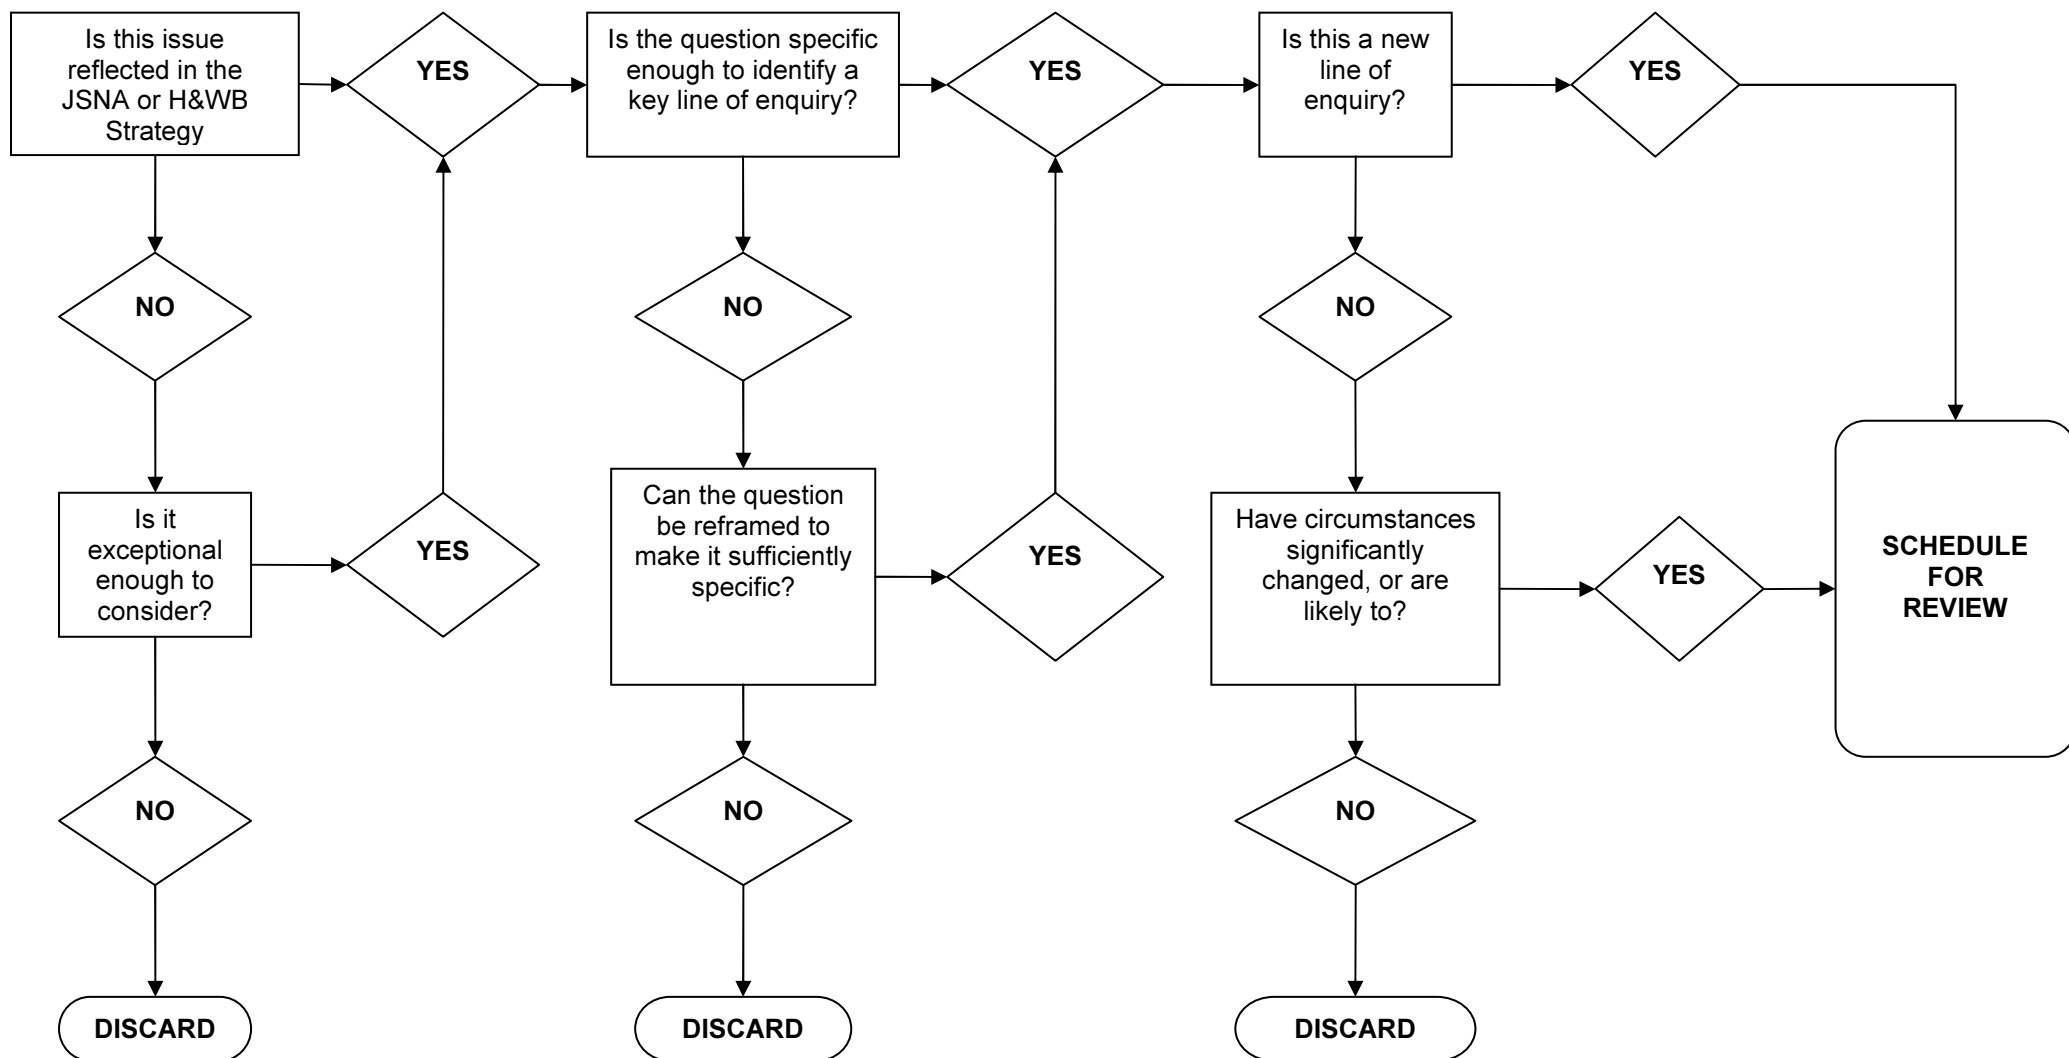 Is this issue
reflected in the
JSNA or H&WB
Strategy
YES
Is the question specific
enough to identify a
key line of enquiry?
YES
Is this a new
line of
enquiry?
YES
NO
NO
NO
Is it
exceptional
enough to
consider?
YES
Can the question
be reframed to
make it sufficiently
specific?
YES
Have circumstances
significantly
changed, or are
likely to?
YES
SCHEDULE
FOR
REVIEW
NO
NO
NO
DISCARD
DISCARD
DISCARD